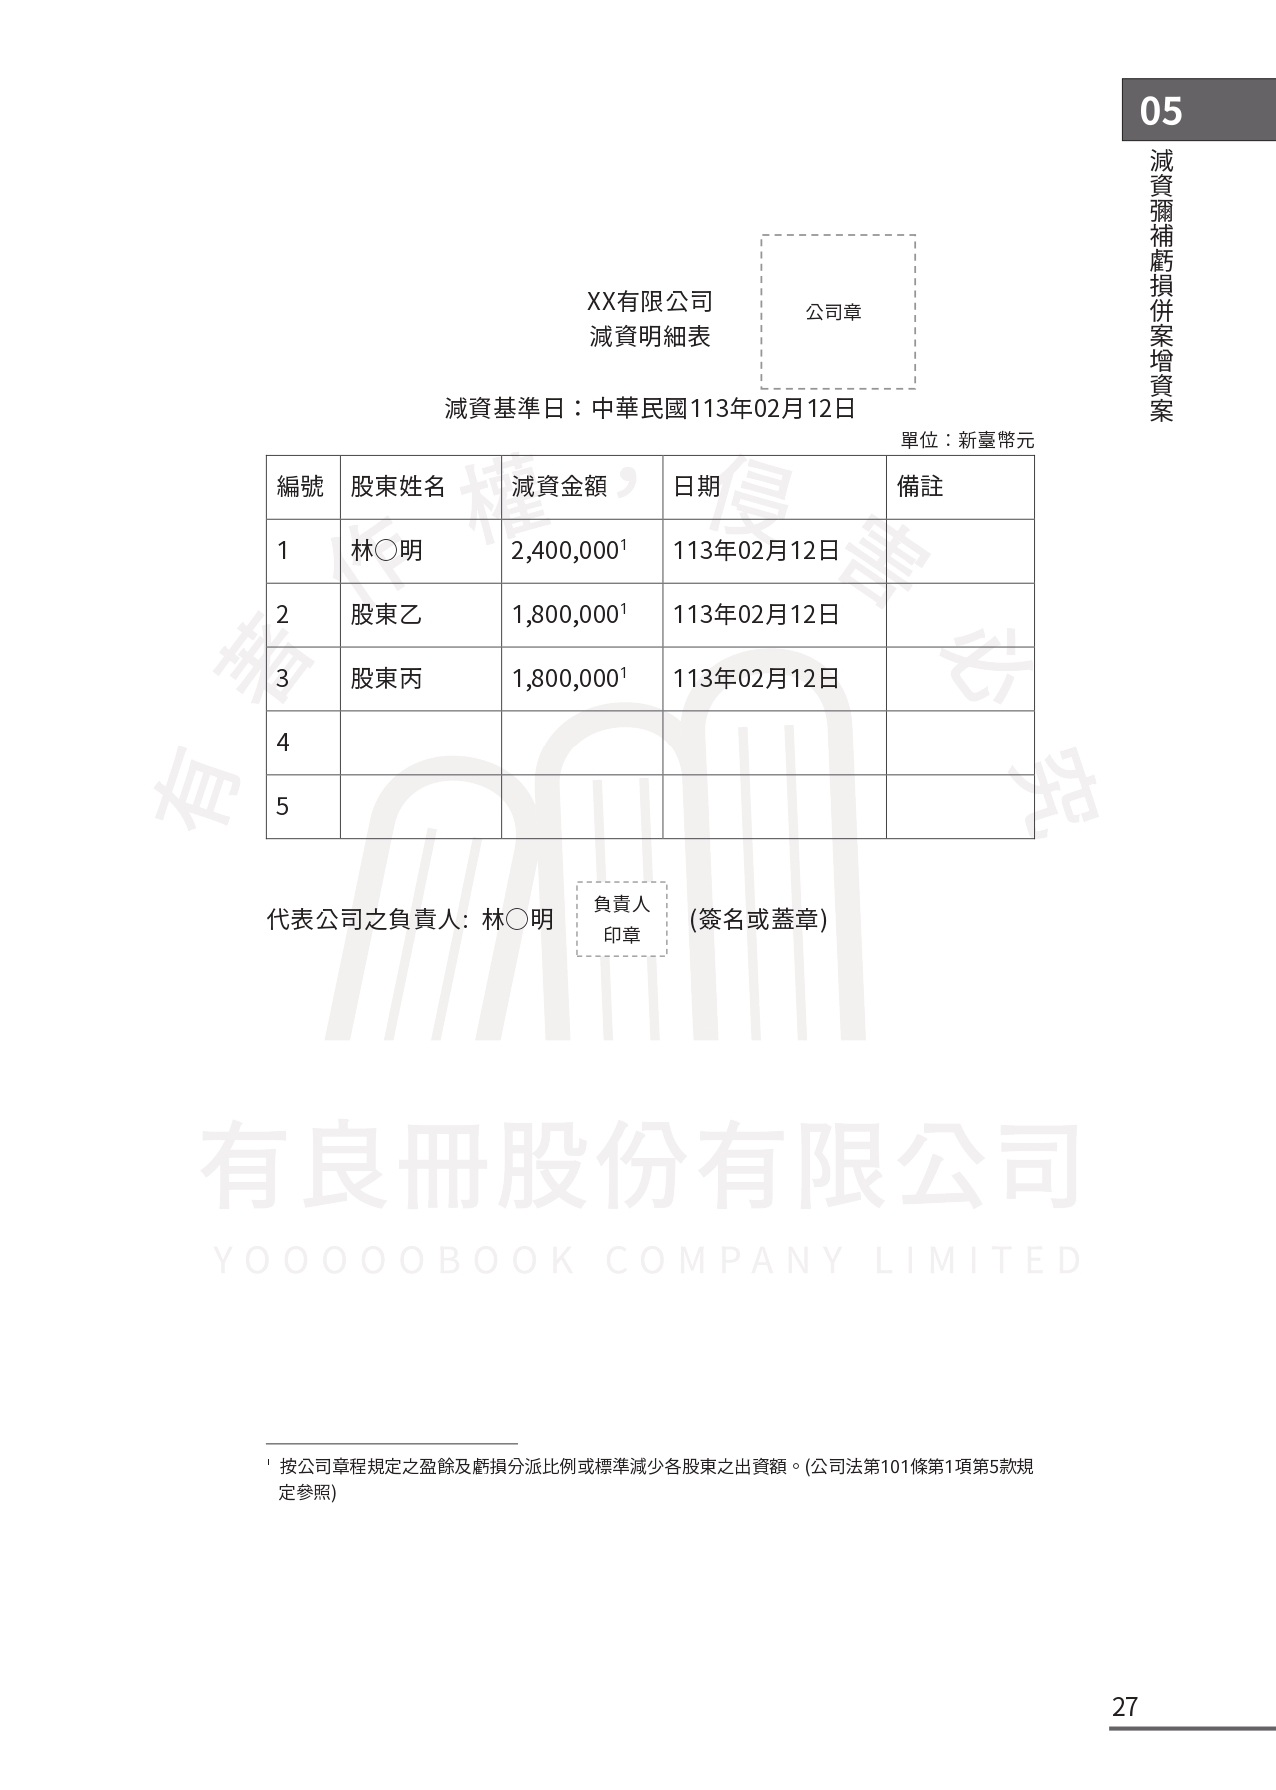 05
減資彌補虧損併案增資案
XX有限公司
減資明細表
公司章
減資基準日：中華民國113年02月12日
單位：新臺幣元
編號 股東姓名 減資金額 日期 備註
1 林○明 2,400,000¹ 113年02月12日
2 股東乙 1,800,000¹ 113年02月12日
3 股東丙 1,800,000¹ 113年02月12日
4
5
代表公司之負責人: 林○明 (簽名或蓋章)
負責人
印章
有著作權，侵害必究
有良冊股份有限公司
YOOOOOBOOK COMPANY LIMITED
¹ 按公司章程規定之盈餘及虧損分派比例或標準減少各股東之出資額。(公司法第101條第1項第5款規
定參照)
27